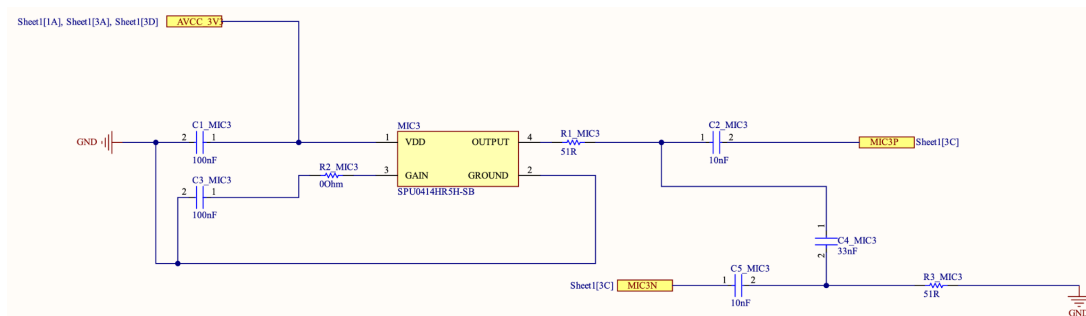 Sheet1[1A], Sheet1[3A], Sheet1[3D] AVCC_3V3
GND
C1_MIC3
2 1
100nF
C3_MIC3
2 1
100nF
R2_MIC3
0Ohm
MIC3
1 VDD OUTPUT 4
3 GAIN GROUND 2
SPU0414HR5H-SB
R1_MIC3
51R
C2_MIC3
1 2
10nF
MIC3P Sheet1[3C]
1
C4_MIC3
2 33nF
Sheet1[3C] MIC3N
C5_MIC3
1 2
10nF
R3_MIC3
51R
GND